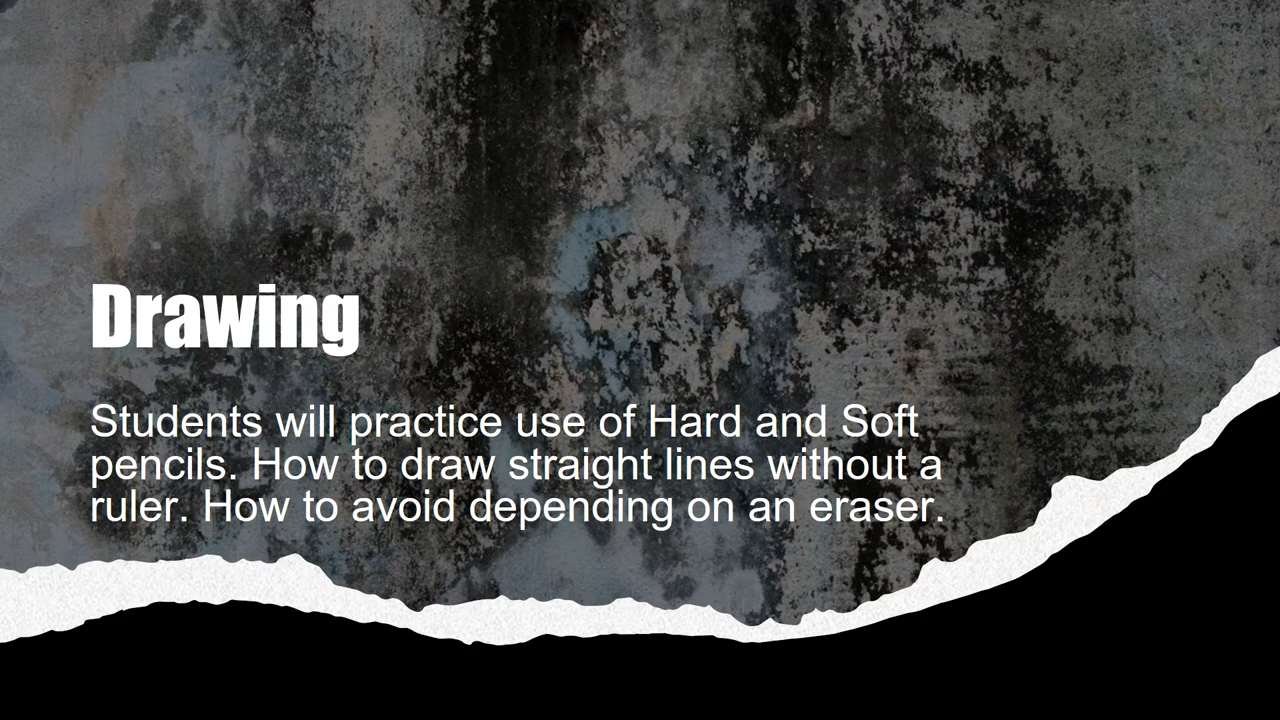 Drawing
Students will practice use of Hard and Soft
pencils. How to draw straight lines without a
ruler. How to avoid depending on an eraser.